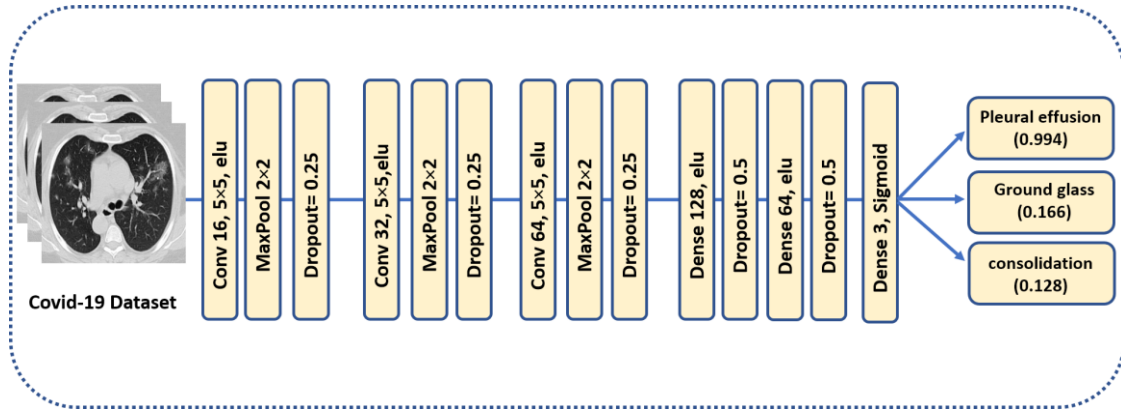 Covid-19 Dataset
Conv 16, 5×5, elu
MaxPool 2×2
Dropout= 0.25
Conv 32, 5×5,elu
MaxPool 2×2
Dropout= 0.25
Conv 64, 5×5, elu
MaxPool 2×2
Dropout= 0.25
Dense 128, elu
Dropout= 0.5
Dense 64, elu
Dropout= 0.5
Dense 3, Sigmoid
Pleural effusion
(0.994)
Ground glass
(0.166)
consolidation
(0.128)